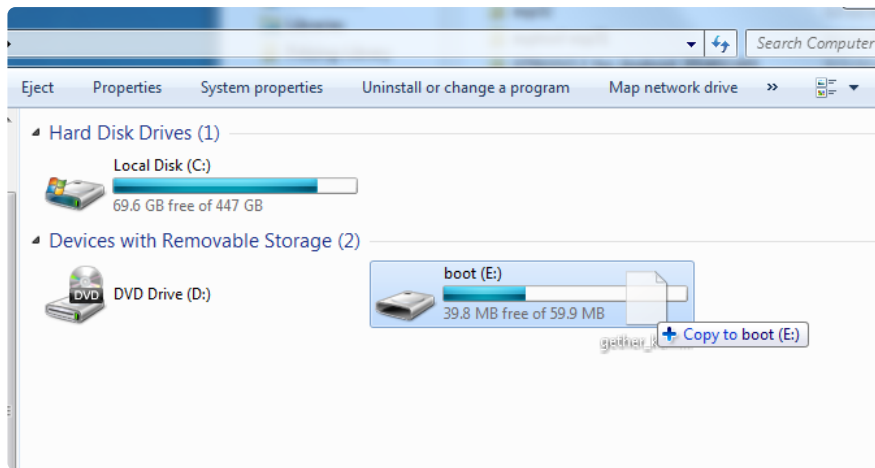 Search Computer
Eject Properties System properties Uninstall or change a program Map network drive »
Hard Disk Drives (1)
Local Disk (C:)
69.6 GB free of 447 GB
Devices with Removable Storage (2)
DVD
DVD Drive (D:)
boot (E:)
39.8 MB free of 59.9 MB
Copy to boot (E:)